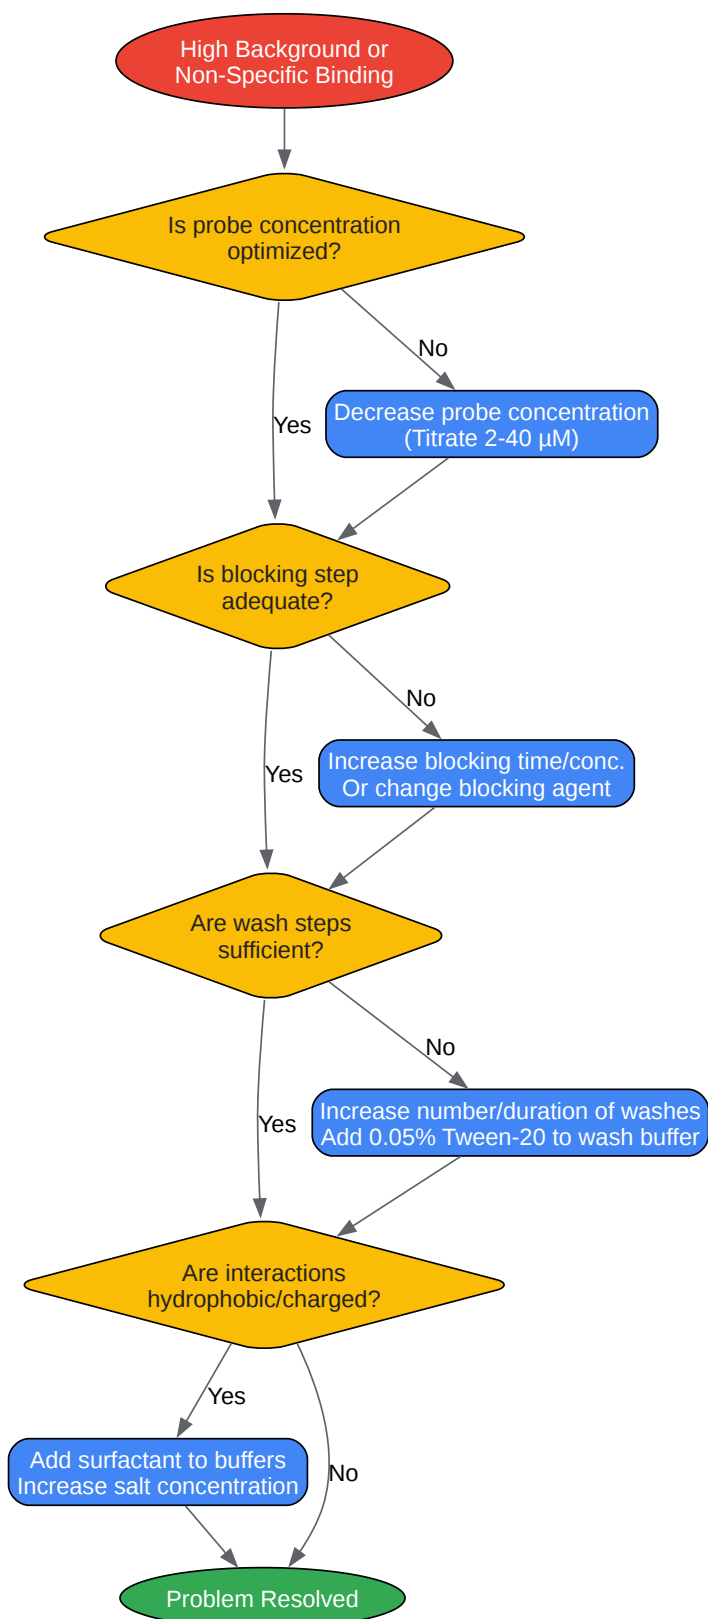 High Background or
Non-Specific Binding
Is probe concentration
optimized?
No
Decrease probe concentration
(Titrate 2-40 µM)
Yes
Is blocking step
adequate?
No
Increase blocking time/conc.
Or change blocking agent
Yes
Are wash steps
sufficient?
No
Increase number/duration of washes
Add 0.05% Tween-20 to wash buffer
Yes
Are interactions
hydrophobic/charged?
Yes
Add surfactant to buffers
Increase salt concentration
No
Problem Resolved